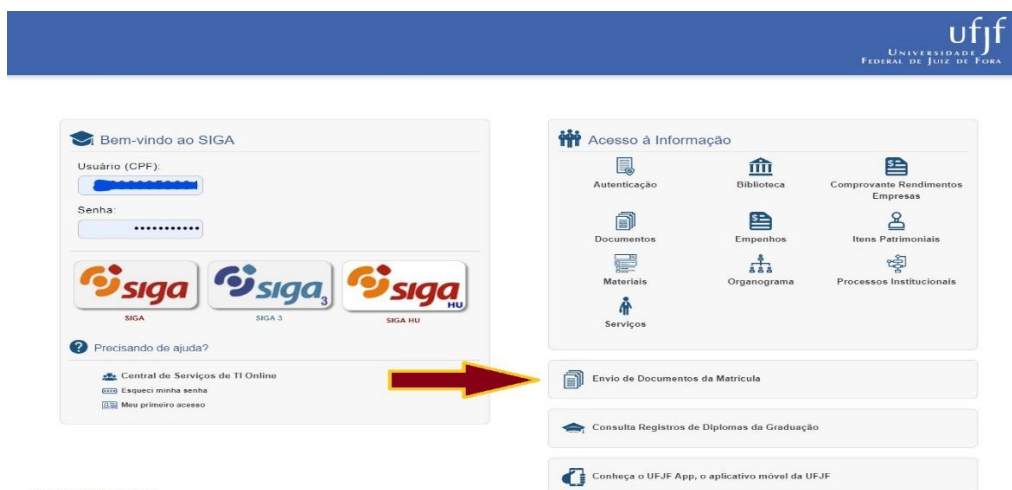 ufjf
UNIVERSIDADE
FEDERAL DE JUIZ DE FORA
Bem-vindo ao SIGA
Usuário (CPF):
Senha:
siga
siga3
siga HU
SIGA
SIGA 3
SIGA HU
Precisando de ajuda?
Central de Serviços de TI Online
Esqueci minha senha
Meu primeiro acesso
Acesso à Informação
Autenticação
Biblioteca
Comprovante Rendimentos
Empresas
Documentos
Empenhos
Itens Patrimoniais
Materiais
Organograma
Processos Institucionais
Serviços
Envio de Documentos da Matrícula
Consulta Registros de Diplomas da Graduação
Conheça o UFJF App, o aplicativo móvel da UFJF